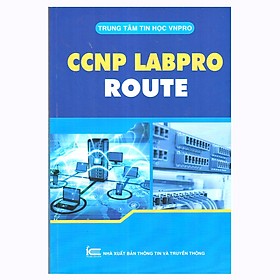 TRUNG TÂM TIN HỌC VNPRO
CCNP LABPRO
ROUTE
NHÀ XUẤT BẢN THÔNG TIN VÀ TRUYỀN THÔNG